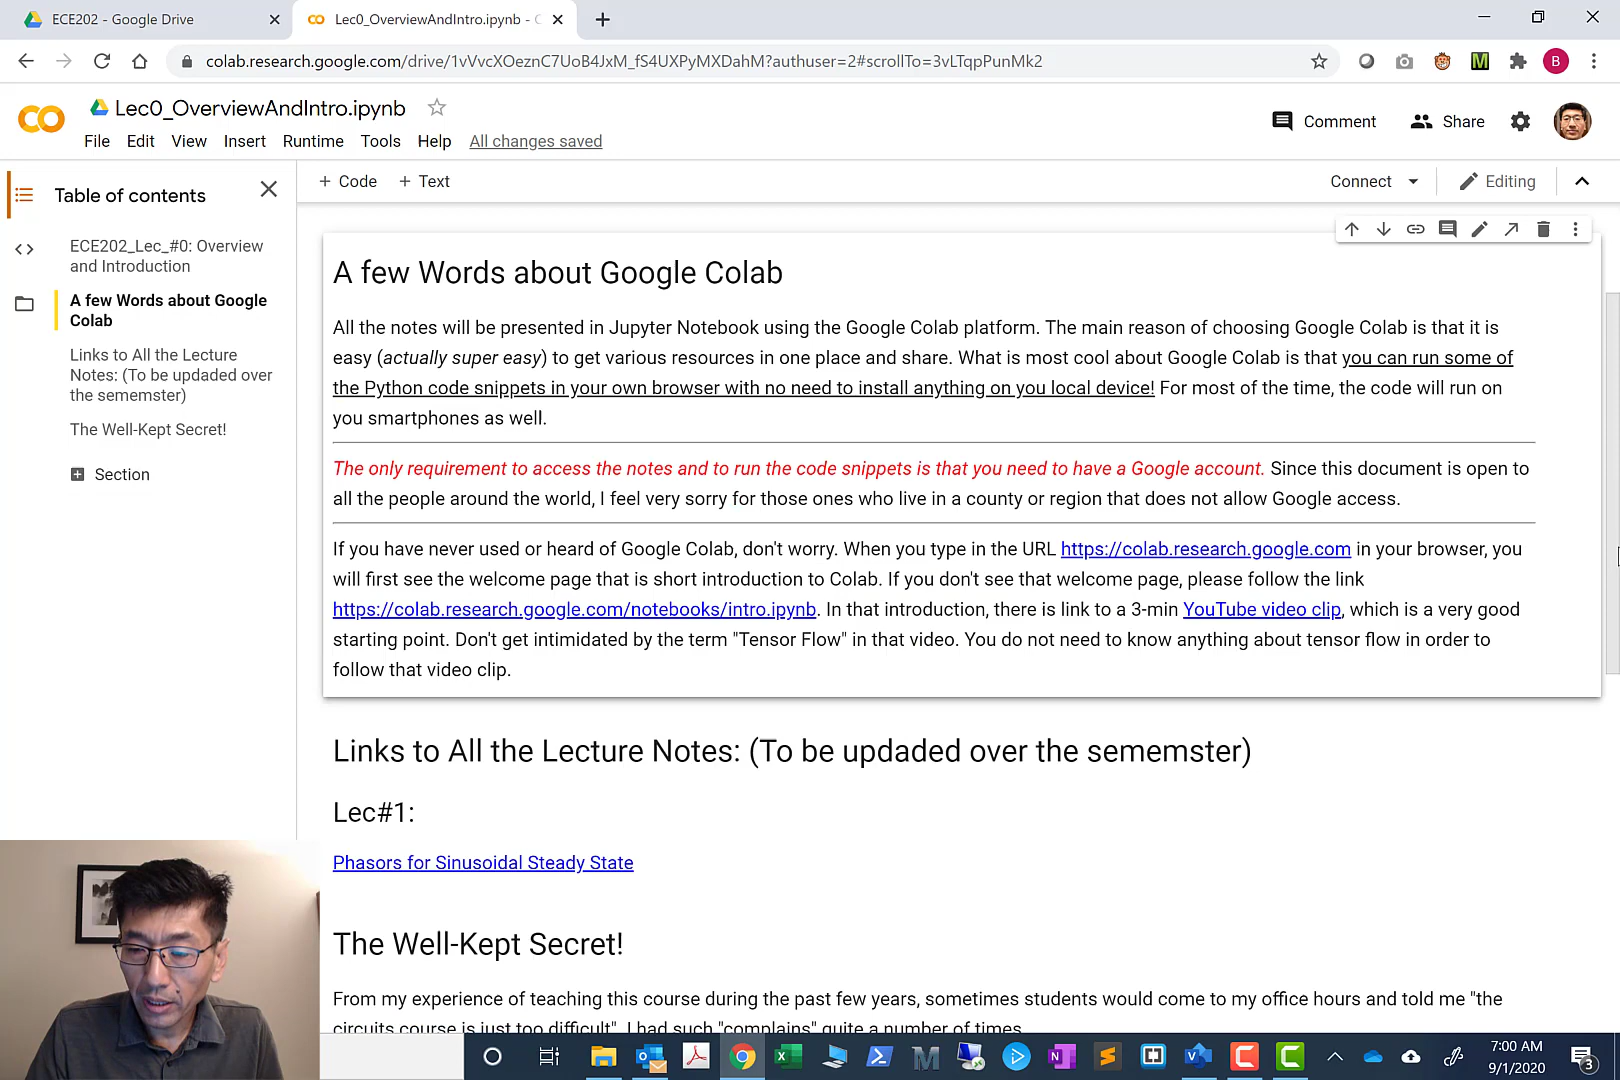 ECE202 - Google Drive
Lec0_OverviewAndIntro.ipynb - C
colab.research.google.com/drive/1vVvcXOeznC7UoB4JxM_fS4UXPyMXDahM?authuser=2#scrollTo=3vLTqpPunMk2
B
Lec0_OverviewAndIntro.ipynb
File Edit View Insert Runtime Tools Help All changes saved
Comment
Share
Table of contents
+ Code + Text
Connect
Editing
ECE202_Lec_#0: Overview
and Introduction
A few Words about Google
Colab
Links to All the Lecture
Notes: (To be updaded over
the sememster)
The Well-Kept Secret!
Section
A few Words about Google Colab
All the notes will be presented in Jupyter Notebook using the Google Colab platform. The main reason of choosing Google Colab is that it is
easy (actually super easy) to get various resources in one place and share. What is most cool about Google Colab is that you can run some of
the Python code snippets in your own browser with no need to install anything on you local device! For most of the time, the code will run on
you smartphones as well.
The only requirement to access the notes and to run the code snippets is that you need to have a Google account. Since this document is open to
all the people around the world, I feel very sorry for those ones who live in a county or region that does not allow Google access.
If you have never used or heard of Google Colab, don't worry. When you type in the URL https://colab.research.google.com in your browser, you
will first see the welcome page that is short introduction to Colab. If you don't see that welcome page, please follow the link
https://colab.research.google.com/notebooks/intro.ipynb. In that introduction, there is link to a 3-min YouTube video clip, which is a very good
starting point. Don't get intimidated by the term "Tensor Flow" in that video. You do not need to know anything about tensor flow in order to
follow that video clip.
Links to All the Lecture Notes: (To be updaded over the sememster)
Lec#1:
Phasors for Sinusoidal Steady State
The Well-Kept Secret!
From my experience of teaching this course during the past few years, sometimes students would come to my office hours and told me "the
circuits course is just too difficult". I had such "complains" quite a number of times.
7:00 AM
9/1/2020
3